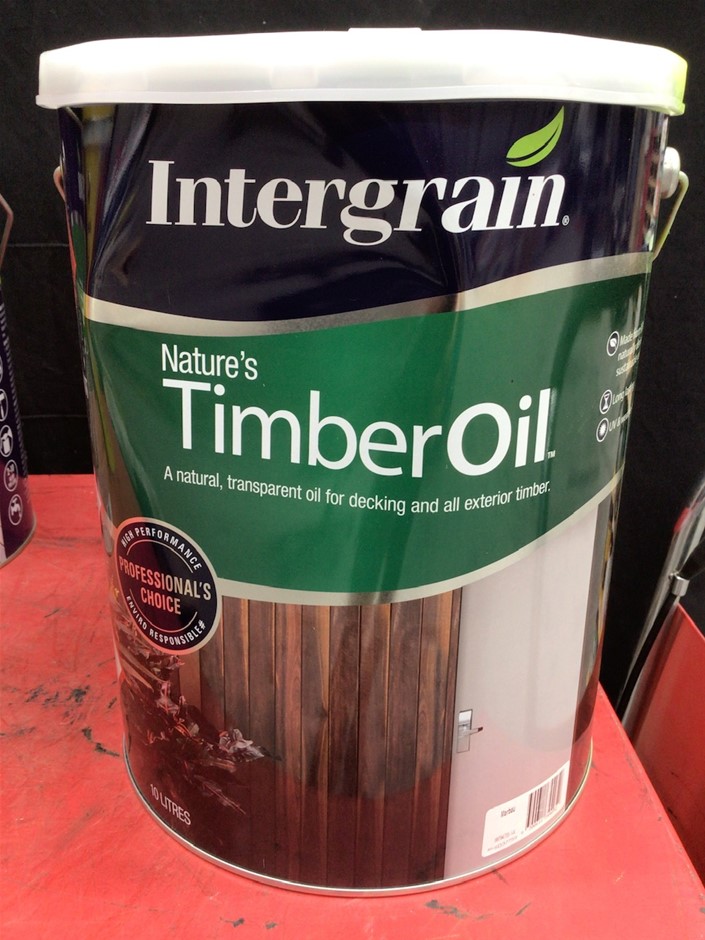 Intergrain®
Nature's
TimberOil™
A natural, transparent oil for decking and all exterior timber.
HIGH PERFORMANCE
PROFESSIONAL'S
CHOICE
ENVIRO RESPONSIBLE#
10 LITRES